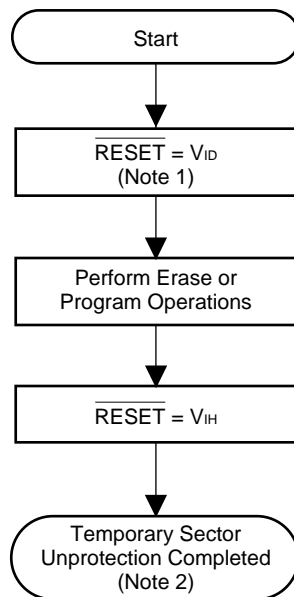 Start
RESET = VID
(Note 1)
Perform Erase or
Program Operations
RESET = VIH
Temporary Sector
Unprotection Completed
(Note 2)